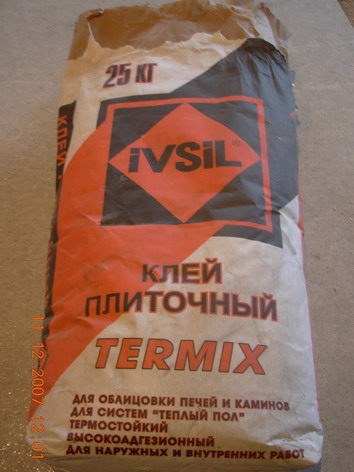 25 КГ
iVSiL®
КЛЕЙ
КЛЕЙ
ПЛИТОЧНЫЙ
TERMIX
ДЛЯ ОБЛИЦОВКИ ПЕЧЕЙ И КАМИНОВ
ДЛЯ СИСТЕМ "ТЕПЛЫЙ ПОЛ"
ТЕРМОСТОЙКИЙ
ВЫСОКОАДГЕЗИОННЫЙ
ДЛЯ НАРУЖНЫХ И ВНУТРЕННИХ РАБОТ
11 12 2007 12 01